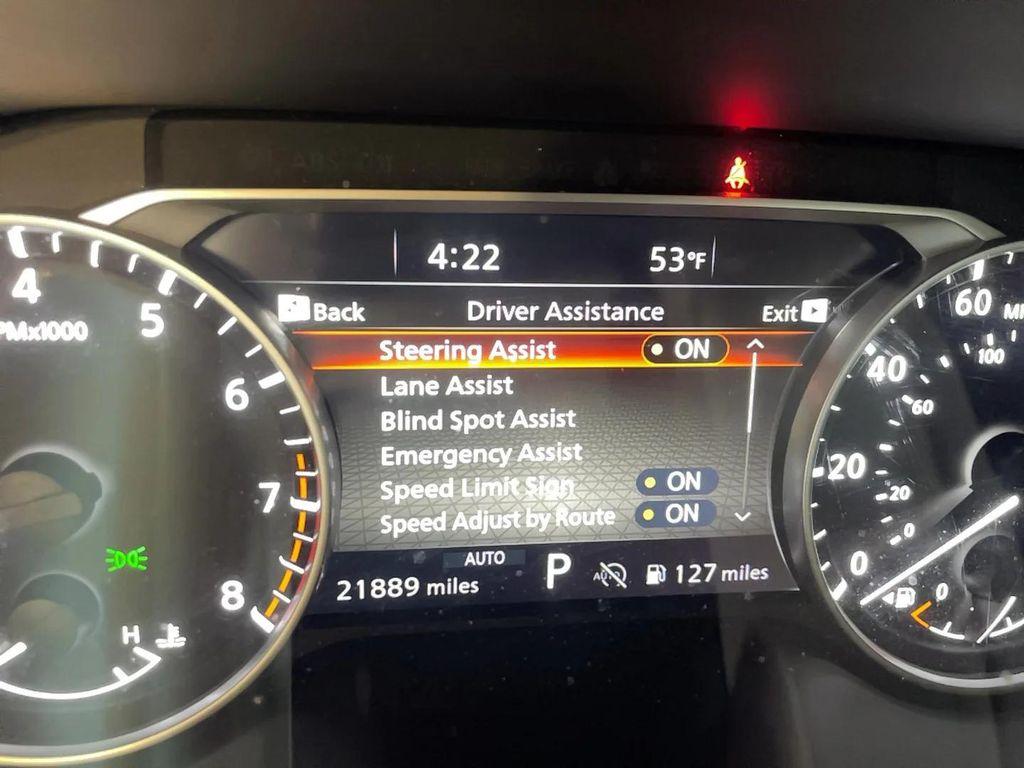 4:22 53°F
Back Driver Assistance Exit
Steering Assist ON
Lane Assist
Blind Spot Assist
Emergency Assist
Speed Limit Sign ON
Speed Adjust by Route ON
AUTO
21889 miles P AUTO 127 miles
4
5
6
7
8
H
60
40
20
0
100
60
20
0
0